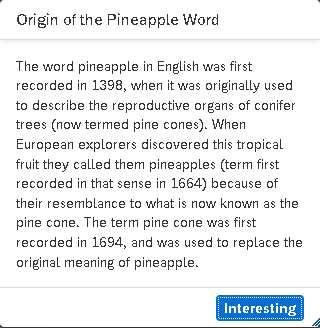 Origin of the Pineapple Word
The word pineapple in English was first
recorded in 1398, when it was originally used
to describe the reproductive organs of conifer
trees (now termed pine cones). When
European explorers discovered this tropical
fruit they called them pineapples (term first
recorded in that sense in 1664) because of
their resemblance to what is now known as the
pine cone. The term pine cone was first
recorded in 1694, and was used to replace the
original meaning of pineapple.
Interesting